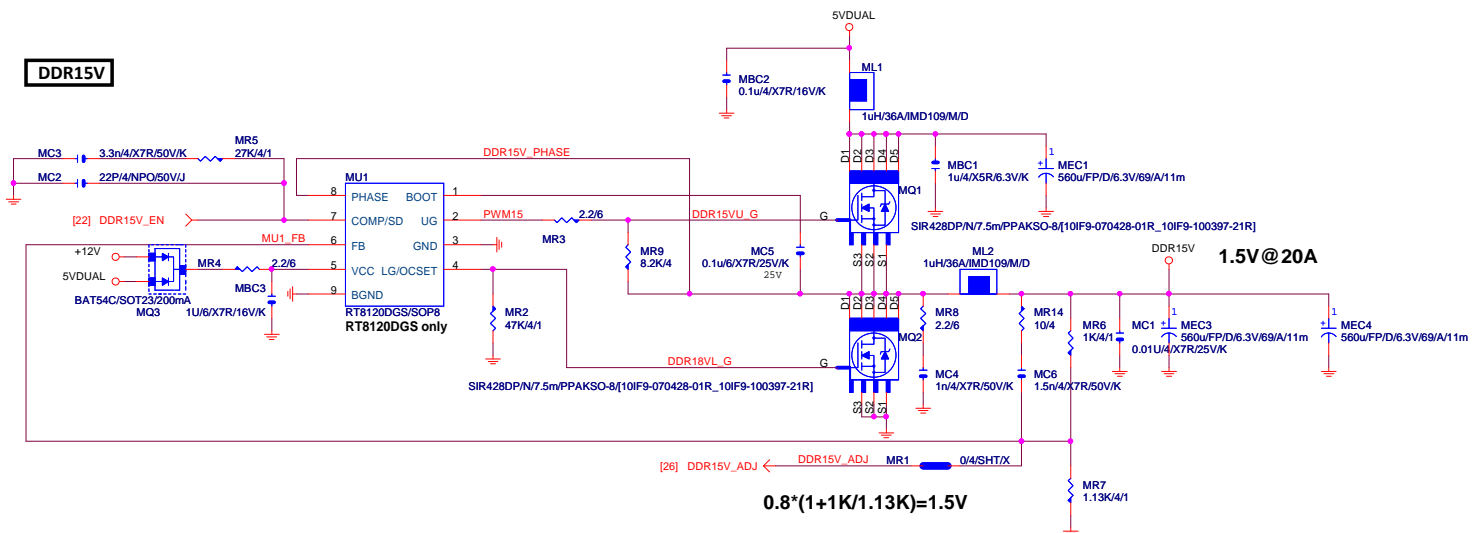 5VDUAL
DDR15V
MBC2
0.1u/4/X7R/16V/K
ML1
1uH/36A/IMD109/M/D
MC3
3.3n/4/X7R/50V/K
MR5
27K/4/1
MC2
22P/4/NPO/50V/J
DDR15V_PHASE
D1
D2
D3
D4
D5
MBC1
1u/4/X5R/6.3V/K
1
+
MEC1
560u/FP/D/6.3V/69/A/11m
MU1
8
PHASE
BOOT
1
7
COMP/SD
UG
2
6
FB
GND
3
5
VCC
LG/OCSET
4
9
BGND
RT8120DGS/SOP8
RT8120DGS only
[22]
DDR15V_EN
MU1_FB
+12V
5VDUAL
BAT54C/SOT23/200mA
MQ3
MR4
2.2/6
MBC3
1U/6/X7R/16V/K
PWM15
2.2/6
MR3
DDR15VU_G
G
MQ1
SIR428DP/N/7.5m/PPAKSO-8/[10IF9-070428-01R_10IF9-100397-21R]
MR9
8.2K/4
MC5
0.1u/6/X7R/25V/K
25V
S3
S2
S1
ML2
1uH/36A/IMD109/M/D
DDR15V
1.5V@20A
D1
D2
D3
D4
D5
MR2
47K/4/1
DDR18VL_G
G
MQ2
SIR428DP/N/7.5m/PPAKSO-8/[10IF9-070428-01R_10IF9-100397-21R]
S3
S2
S1
MR8
2.2/6
MC4
1n/4/X7R/50V/K
MR14
10/4
MC6
1.5n/4/X7R/50V/K
MR6
1K/4/1
MC1
0.01U/4/X7R/25V/K
1
+
MEC3
560u/FP/D/6.3V/69/A/11m
1
+
MEC4
560u/FP/D/6.3V/69/A/11m
[26]
DDR15V_ADJ
DDR15V_ADJ
MR1
0/4/SHT/X
MR7
1.13K/4/1
0.8*(1+1K/1.13K)=1.5V